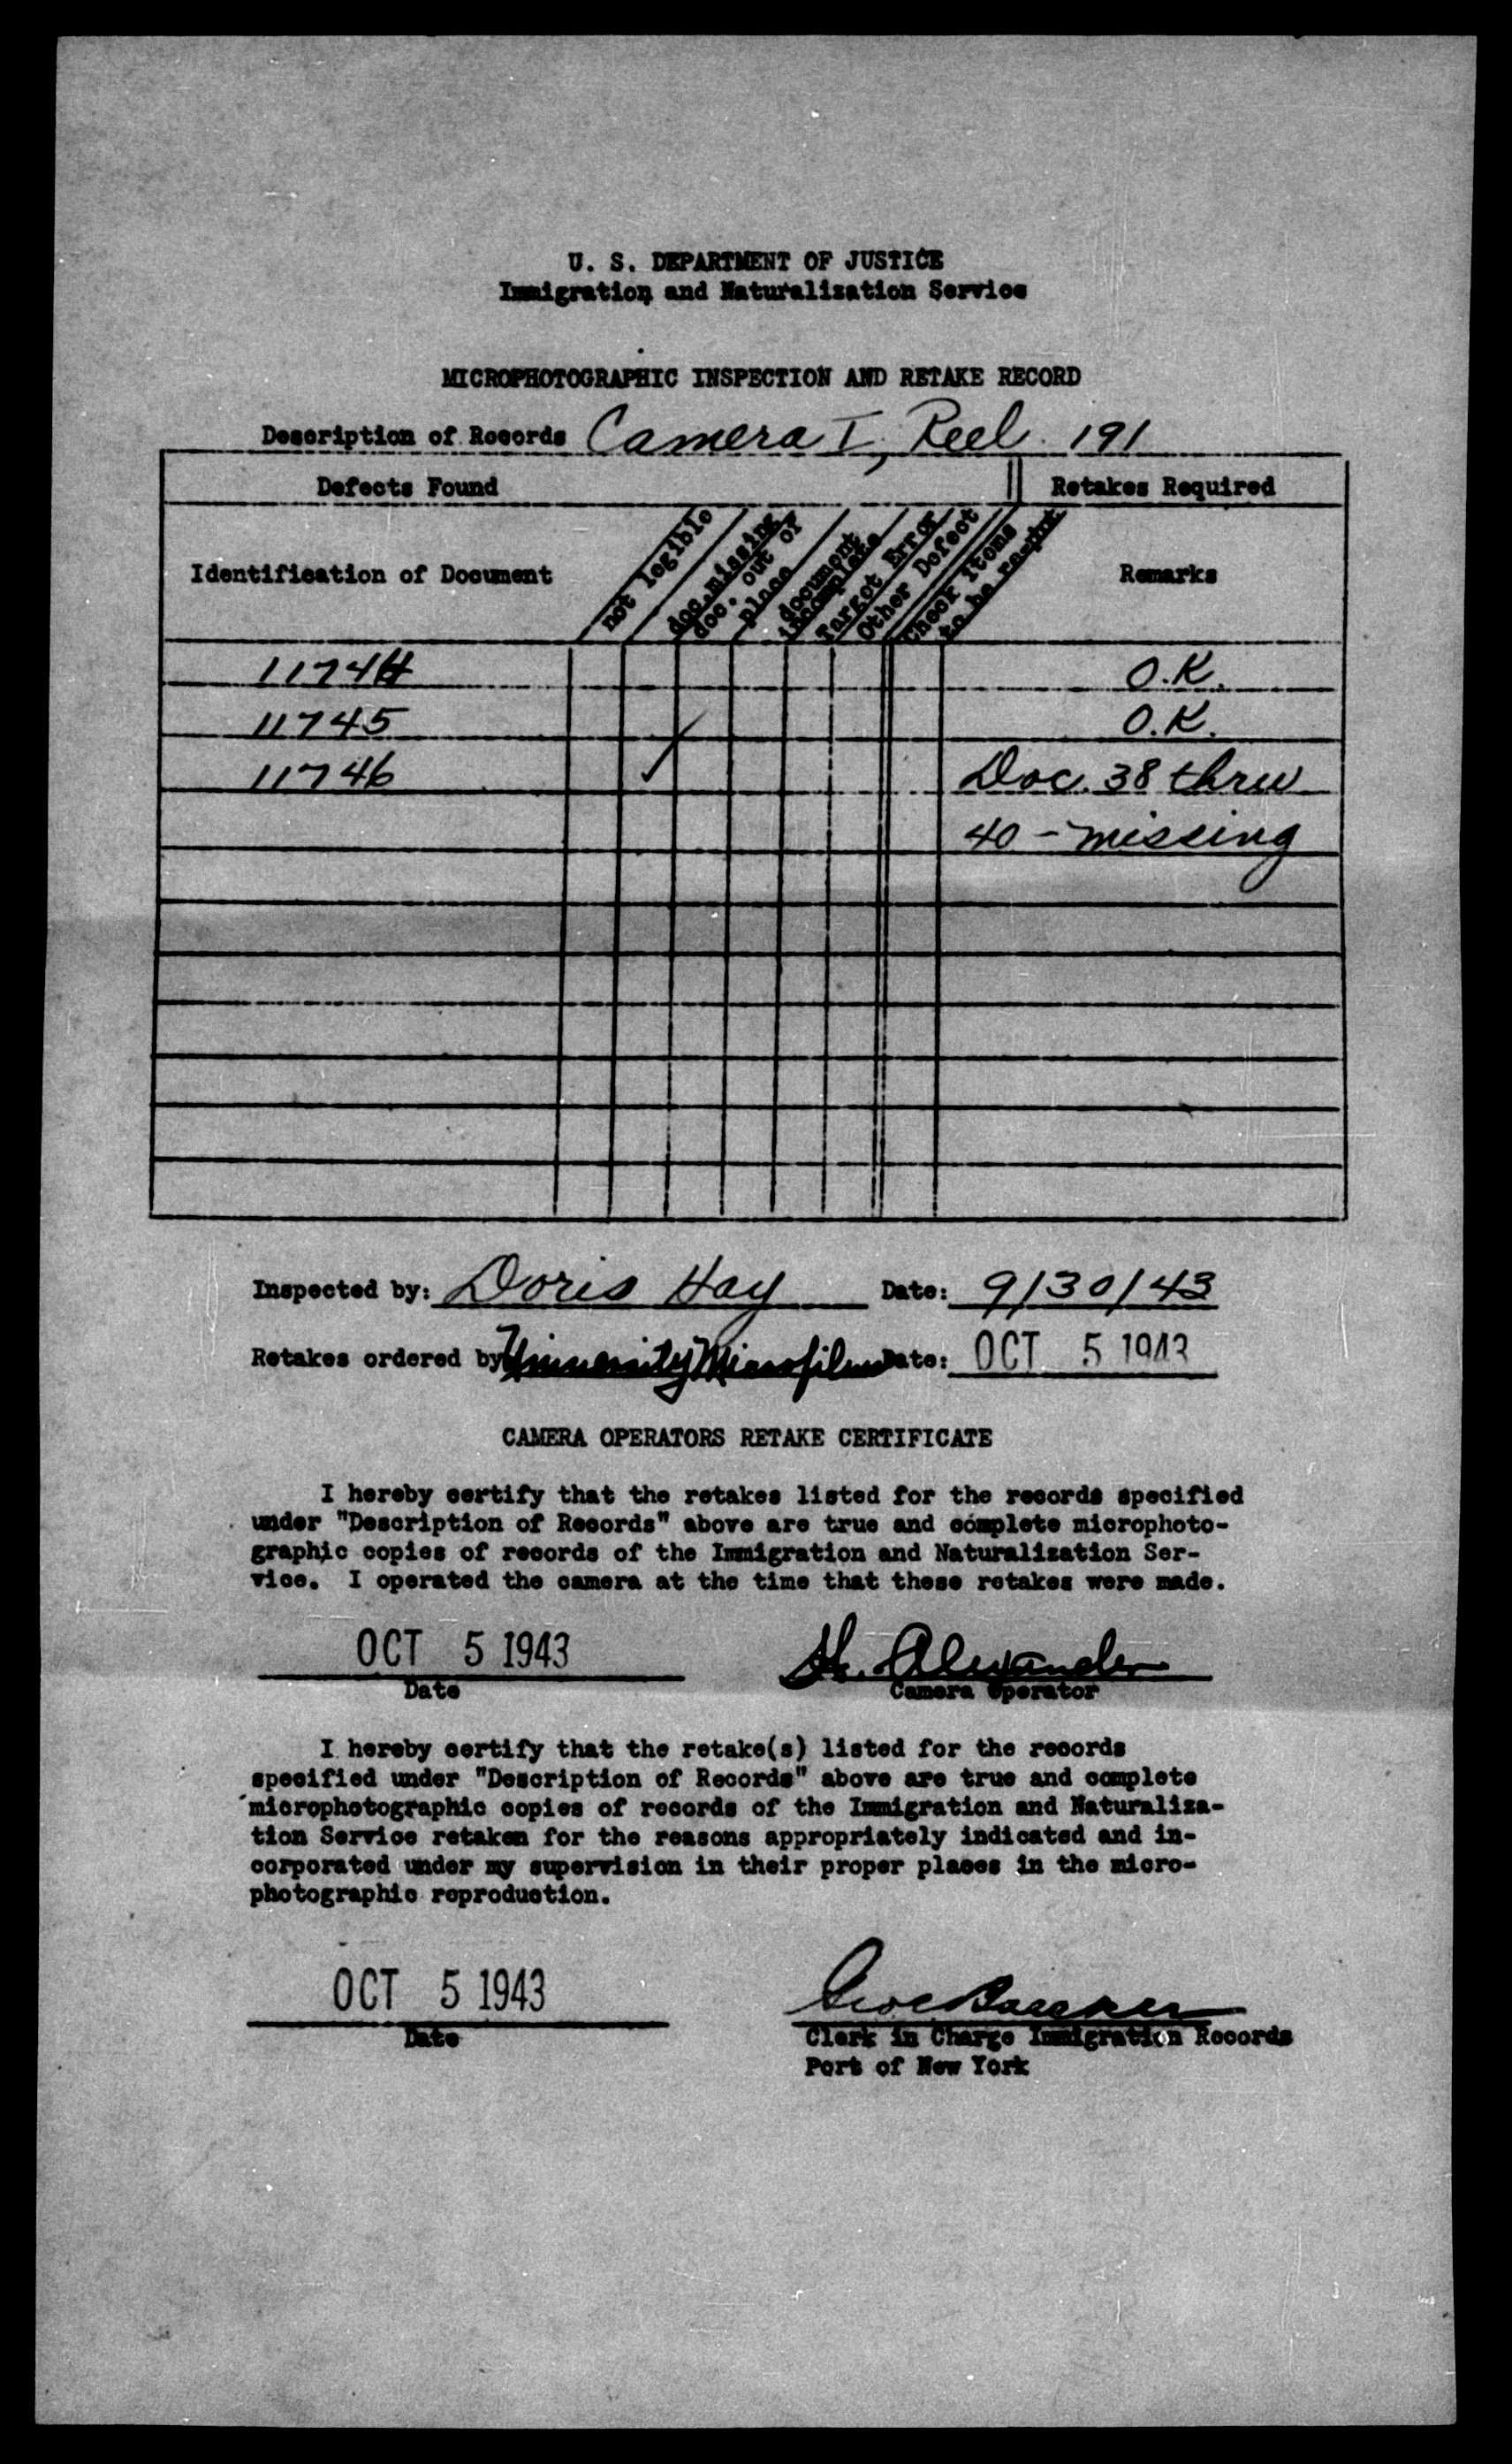 U. S. DEPARTMENT OF JUSTICE
Immigration and Naturalization Service
MICROPHOTOGRAPHIC INSPECTION AND RETAKE RECORD
Description of Records Camera I, Reel 191
Defects Found Retakes Required
Identification of Document not legible doc. missing doc. out of place document incomplete Target Error Other Defect Check items to be re-pht Remarks
11744 O.K.
11745 O.K.
11746 ✓ Doc. 38 thru
40 - missing
Inspected by: Doris Hay Date: 9/30/43
Retakes ordered by University Microfilms Date: OCT 5 1943
CAMERA OPERATORS RETAKE CERTIFICATE
I hereby certify that the retakes listed for the records specified
under "Description of Records" above are true and complete microphoto-
graphic copies of records of the Immigration and Naturalization Ser-
vice. I operated the camera at the time that these retakes were made.
OCT 5 1943 H. Alexander
Date Camera Operator
I hereby certify that the retake(s) listed for the records
specified under "Description of Records" above are true and complete
microphotographic copies of records of the Immigration and Naturaliza-
tion Service retaken for the reasons appropriately indicated and in-
corporated under my supervision in their proper places in the micro-
photographic reproduction.
OCT 5 1943
Date Clerk in Charge Immigration Records
Port of New York